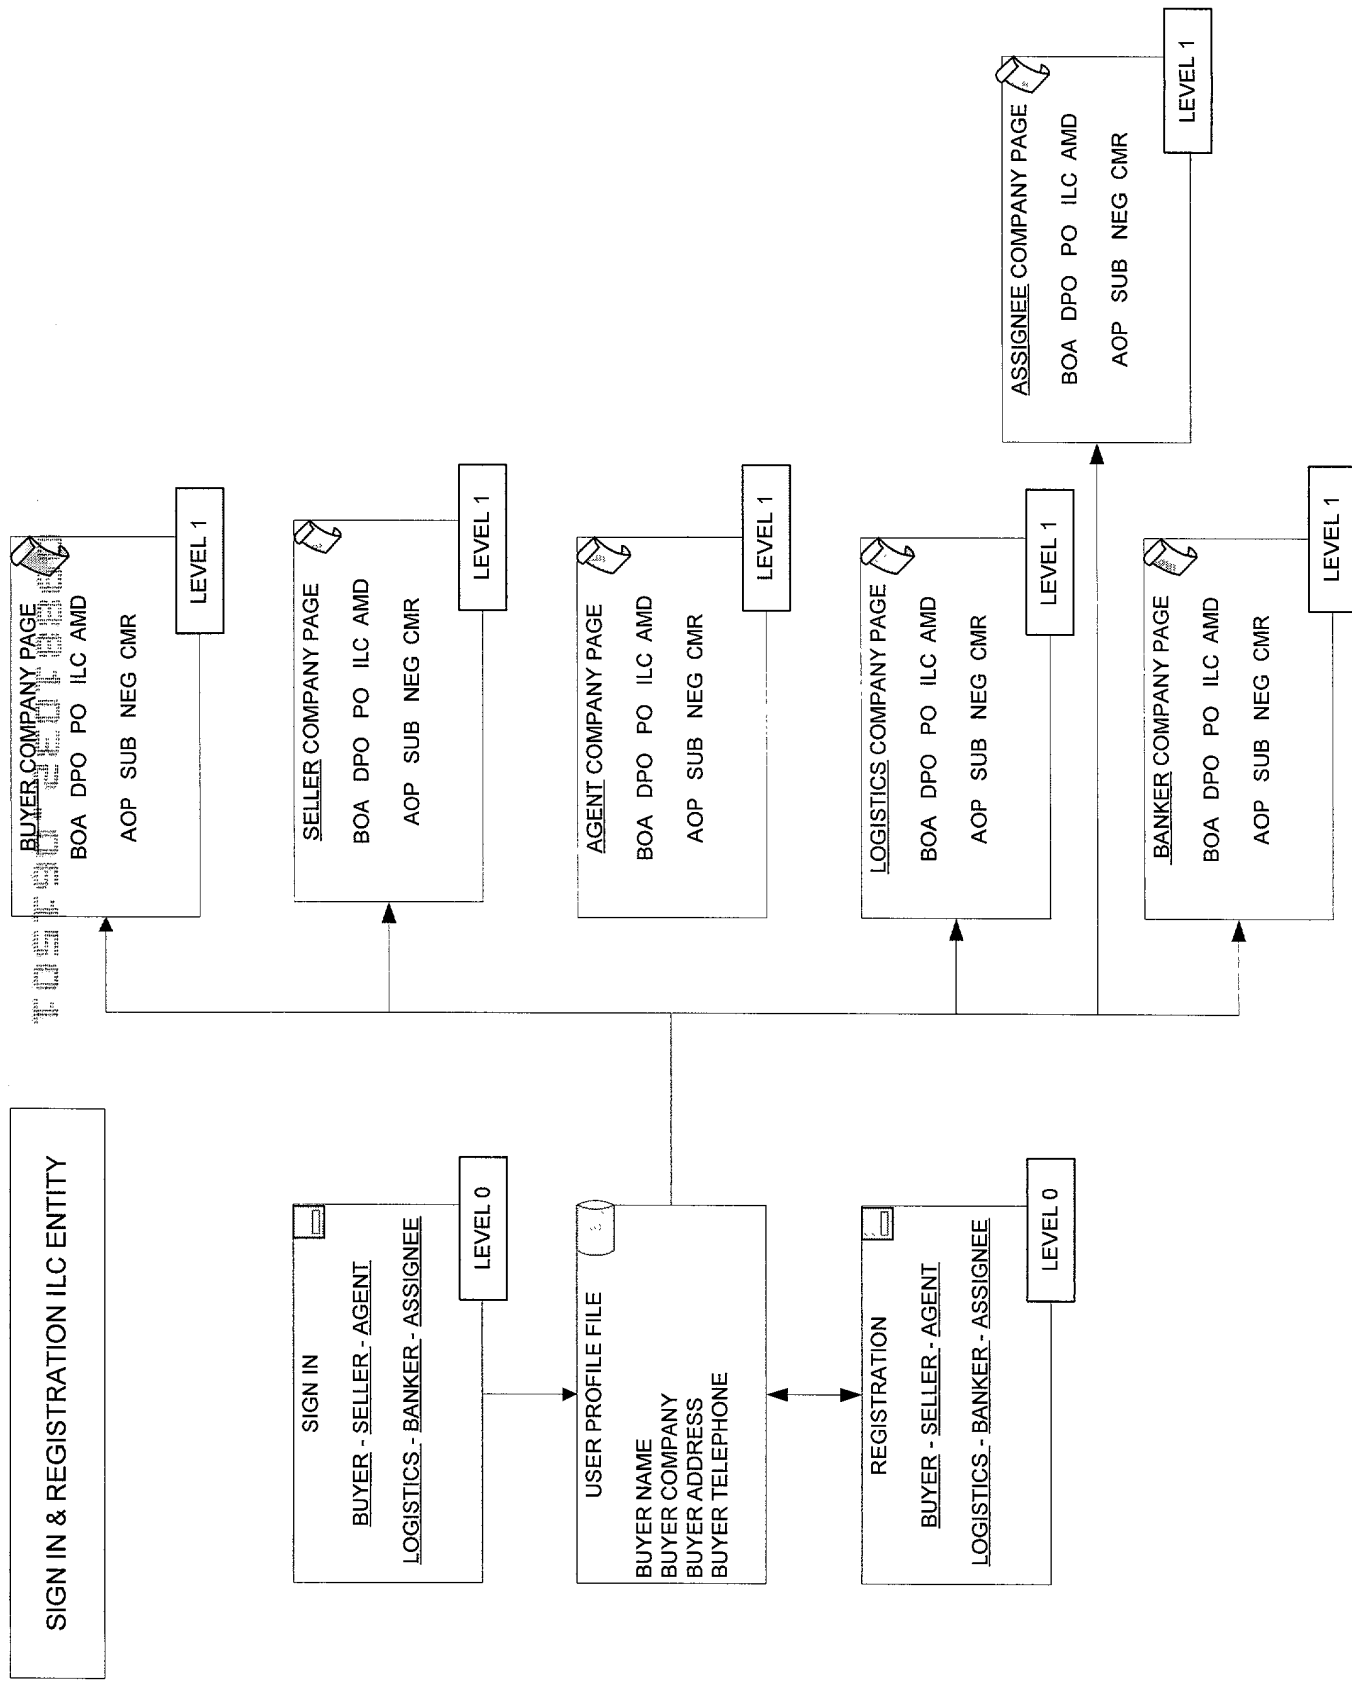 SIGN IN & REGISTRATION ILC ENTITY
SIGN IN
BUYER - SELLER - AGENT
LOGISTICS - BANKER - ASSIGNEE
LEVEL 0
USER PROFILE FILE
BUYER NAME
BUYER COMPANY
BUYER ADDRESS
BUYER TELEPHONE
REGISTRATION
BUYER - SELLER - AGENT
LOGISTICS - BANKER - ASSIGNEE
LEVEL 0
BUYER COMPANY PAGE
BOA DPO PO ILC AMD
AOP SUB NEG CMR
LEVEL 1
SELLER COMPANY PAGE
BOA DPO PO ILC AMD
AOP SUB NEG CMR
LEVEL 1
AGENT COMPANY PAGE
BOA DPO PO ILC AMD
AOP SUB NEG CMR
LEVEL 1
LOGISTICS COMPANY PAGE
BOA DPO PO ILC AMD
AOP SUB NEG CMR
LEVEL 1
BANKER COMPANY PAGE
BOA DPO PO ILC AMD
AOP SUB NEG CMR
LEVEL 1
ASSIGNEE COMPANY PAGE
BOA DPO PO ILC AMD
AOP SUB NEG CMR
LEVEL 1